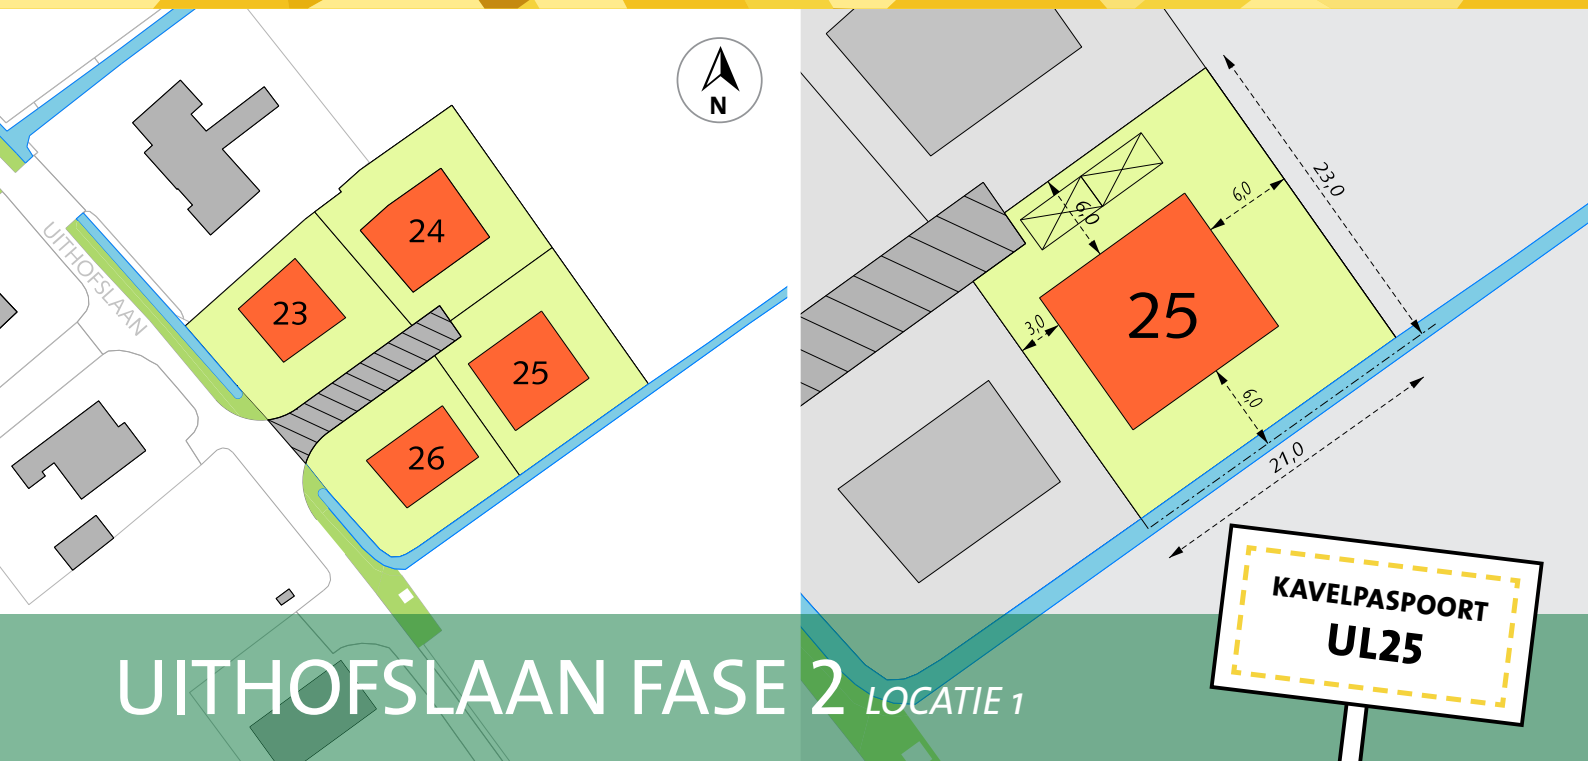 N
UITHOFSLAAN
24
23
25
26
23,0
6,0
6,0
25
3,0
6,0
21,0
KAVELPASPOORT
UL25
UITHOFSLAAN FASE 2 LOCATIE 1